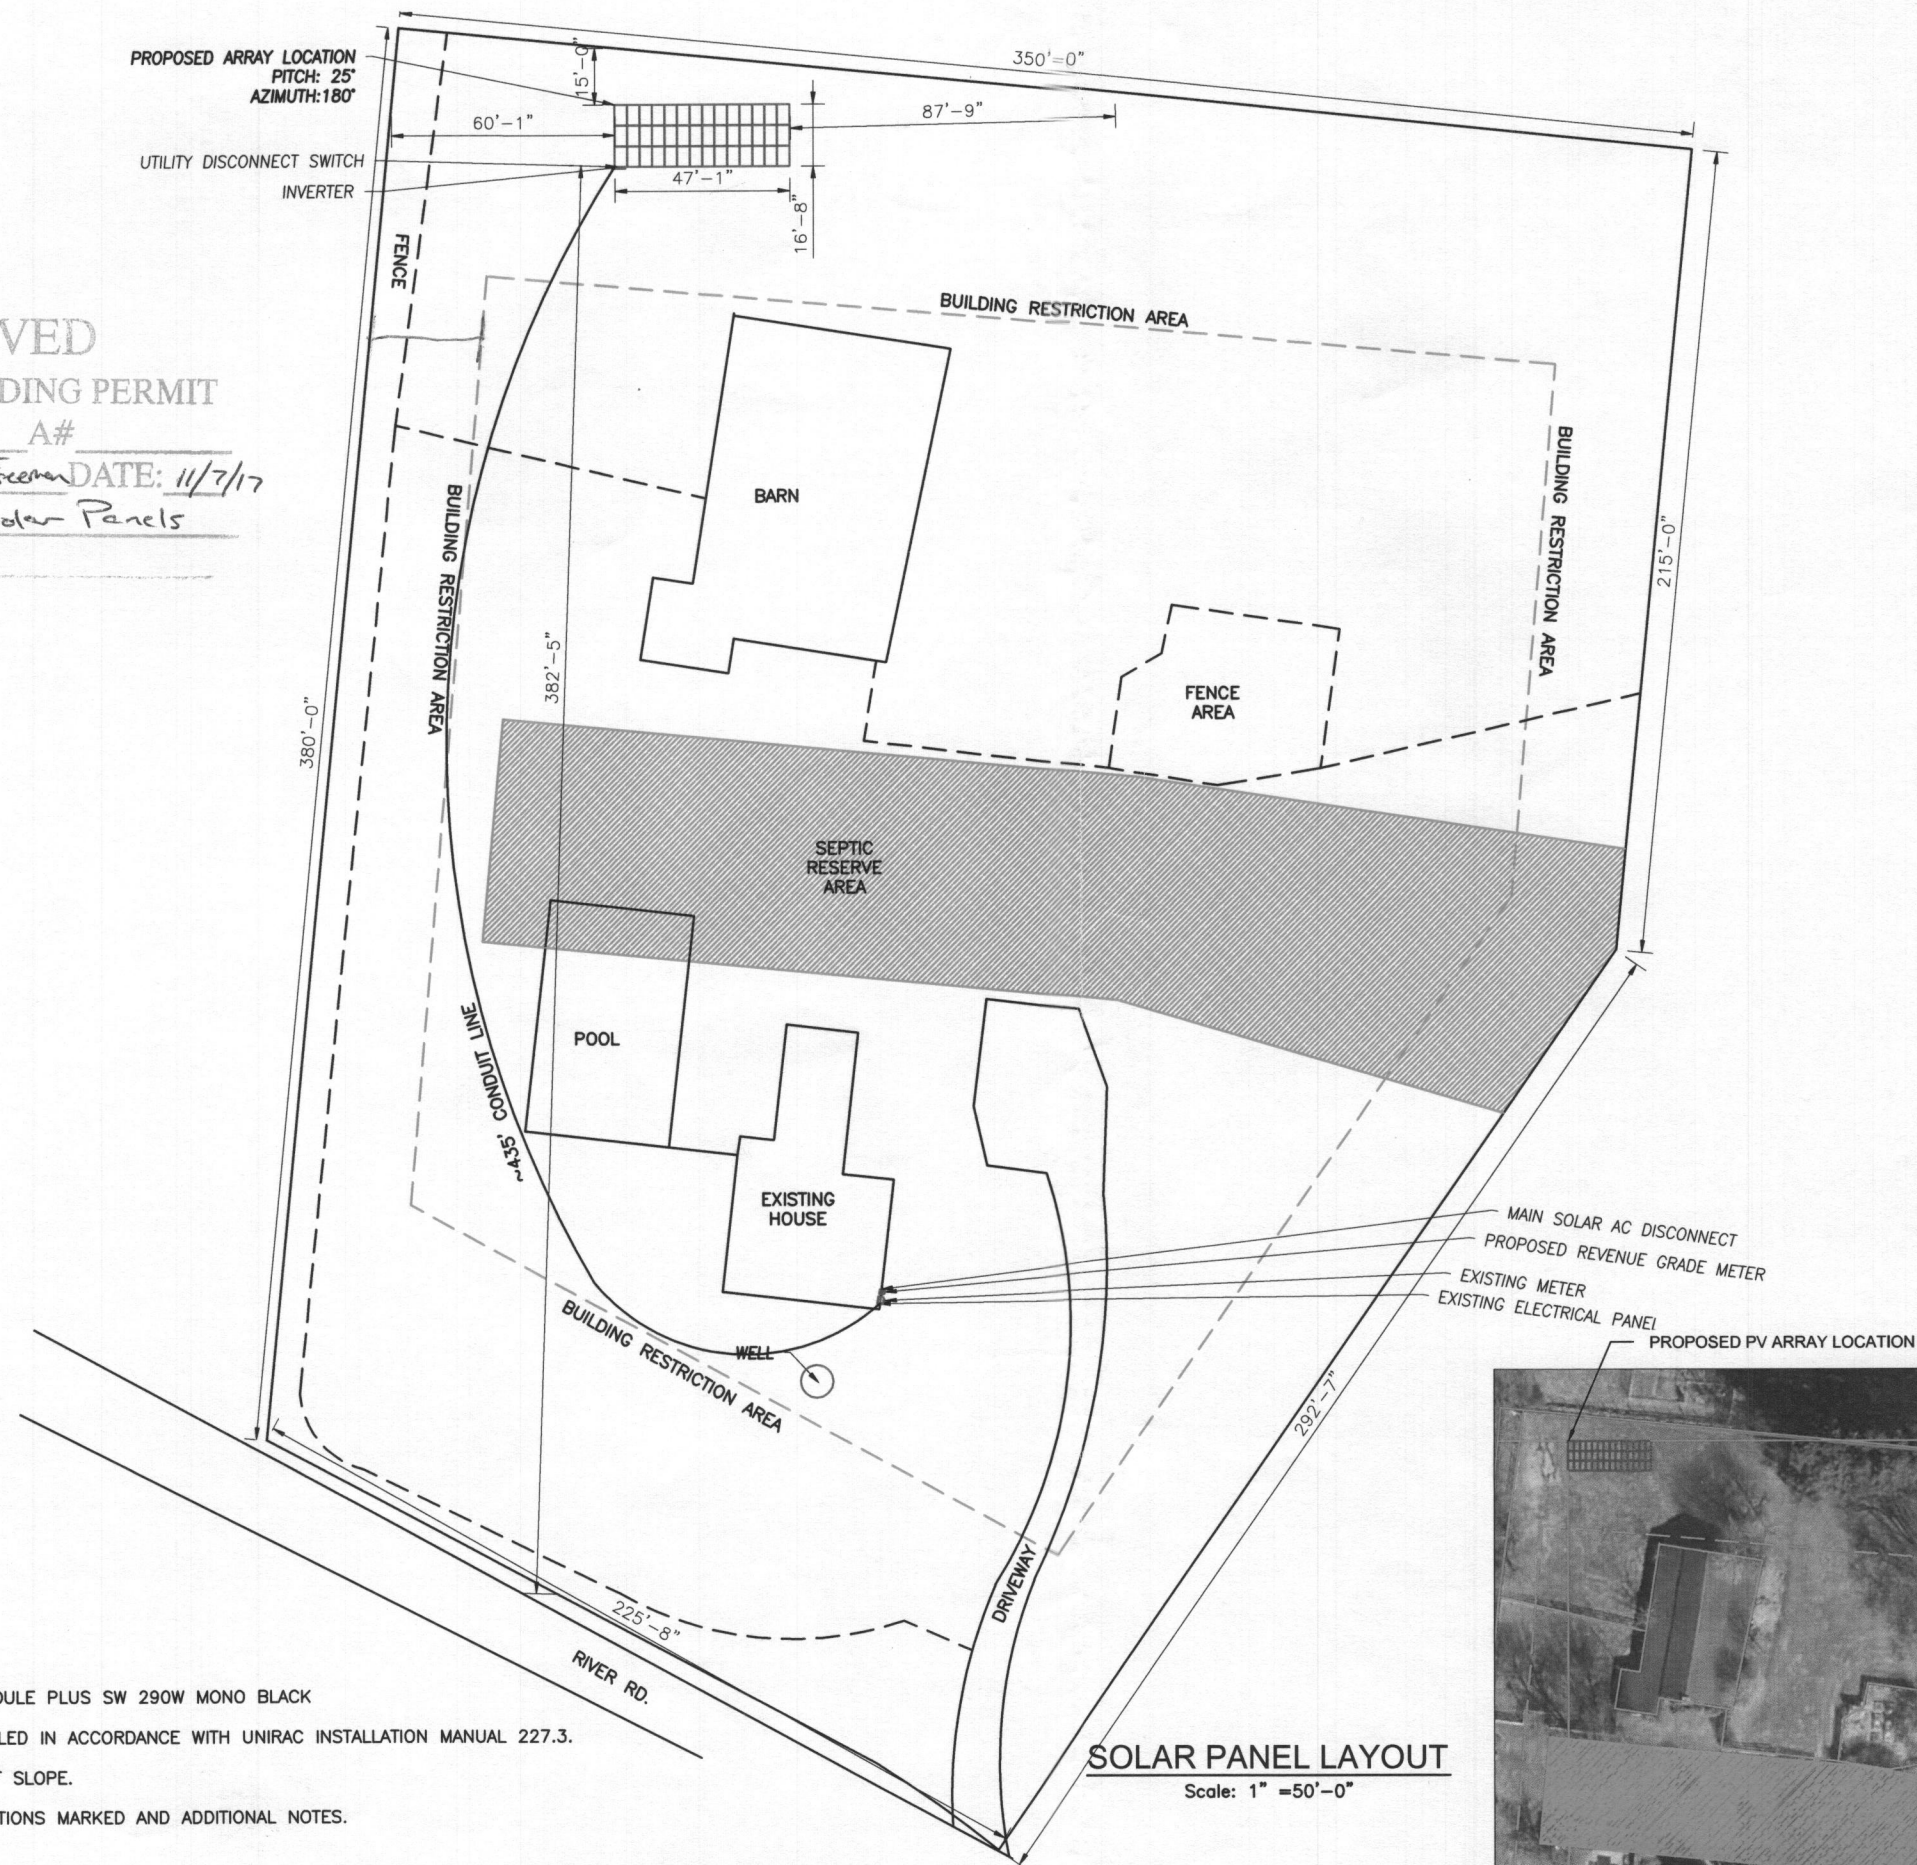 350'=0"
PROPOSED ARRAY LOCATION
PITCH: 25°
AZIMUTH:180°
15'-0"
60'-1"
87'-9"
UTILITY DISCONNECT SWITCH
INVERTER
47'-1"
16'-8"
FENCE
BUILDING RESTRICTION AREA
VED
DING PERMIT
A#
DATE: 11/7/17
Panels
BARN
BUILDING RESTRICTION AREA
BUILDING RESTRICTION AREA
215'-0"
382'-5"
380'-0"
FENCE
AREA
SEPTIC
RESERVE
AREA
POOL
~435' CONDUIT LINE
EXISTING
HOUSE
MAIN SOLAR AC DISCONNECT
PROPOSED REVENUE GRADE METER
EXISTING METER
EXISTING ELECTRICAL PANEL
PROPOSED PV ARRAY LOCATION
WELL
BUILDING RESTRICTION AREA
292'-7"
DRIVEWAY
225'-8"
RIVER RD.
DULE PLUS SW 290W MONO BLACK
LED IN ACCORDANCE WITH UNIRAC INSTALLATION MANUAL 227.3.
SLOPE.
TIONS MARKED AND ADDITIONAL NOTES.
SOLAR PANEL LAYOUT
Scale: 1" =50'-0"